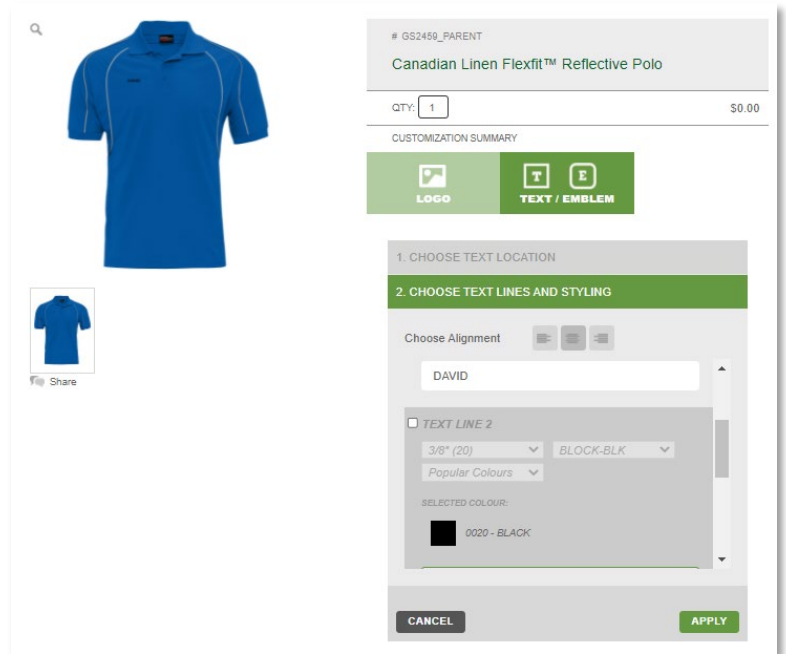 # GS2459_PARENT
Canadian Linen Flexfit™ Reflective Polo
QTY: 1 $0.00
CUSTOMIZATION SUMMARY
LOGO
T E
TEXT / EMBLEM
1. CHOOSE TEXT LOCATION
2. CHOOSE TEXT LINES AND STYLING
Choose Alignment
DAVID
TEXT LINE 2
3/8" (20) BLOCK-BLK
Popular Colours
SELECTED COLOUR:
0020 - BLACK
Share
CANCEL APPLY